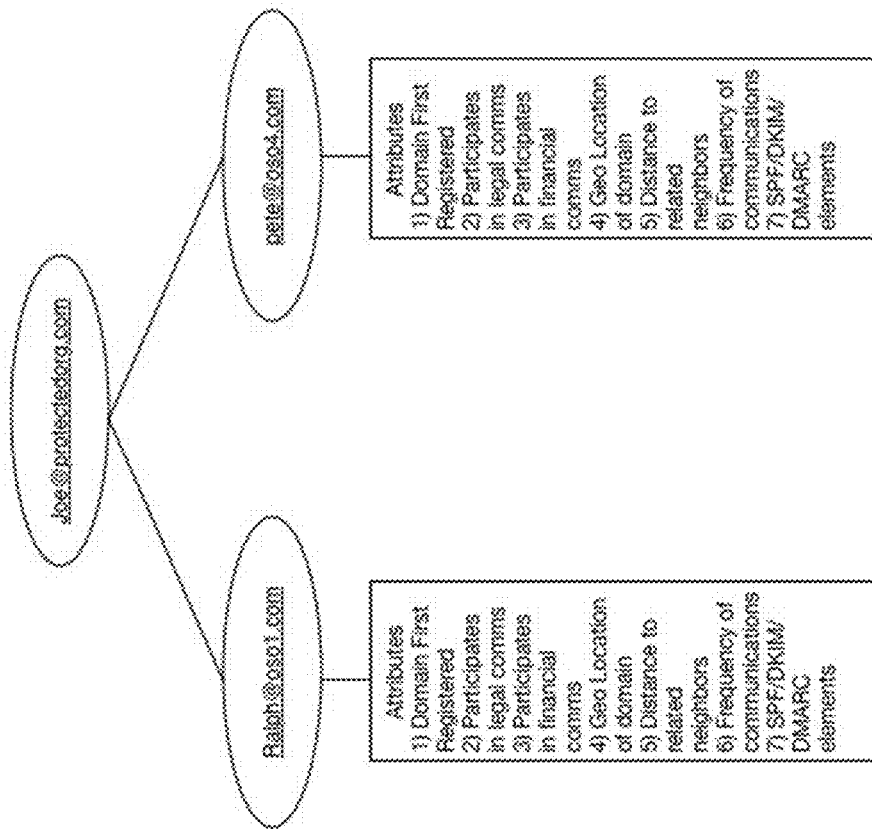 Joe@protectedorg.com
Ralph@oso1.com
pete@oso4.com
Attributes
1) Domain First
Registered
2) Participates
in legal comms
3) Participates
in financial
comms
4) Geo Location
of domain
5) Distance to
related
neighbors
6) Frequency of
communications
7) SPF/DKIM/
DMARC
elements
Attributes
1) Domain First
Registered
2) Participates
in legal comms
3) Participates
in financial
comms
4) Geo Location
of domain
5) Distance to
related
neighbors
6) Frequency of
communications
7) SPF/DKIM/
DMARC
elements